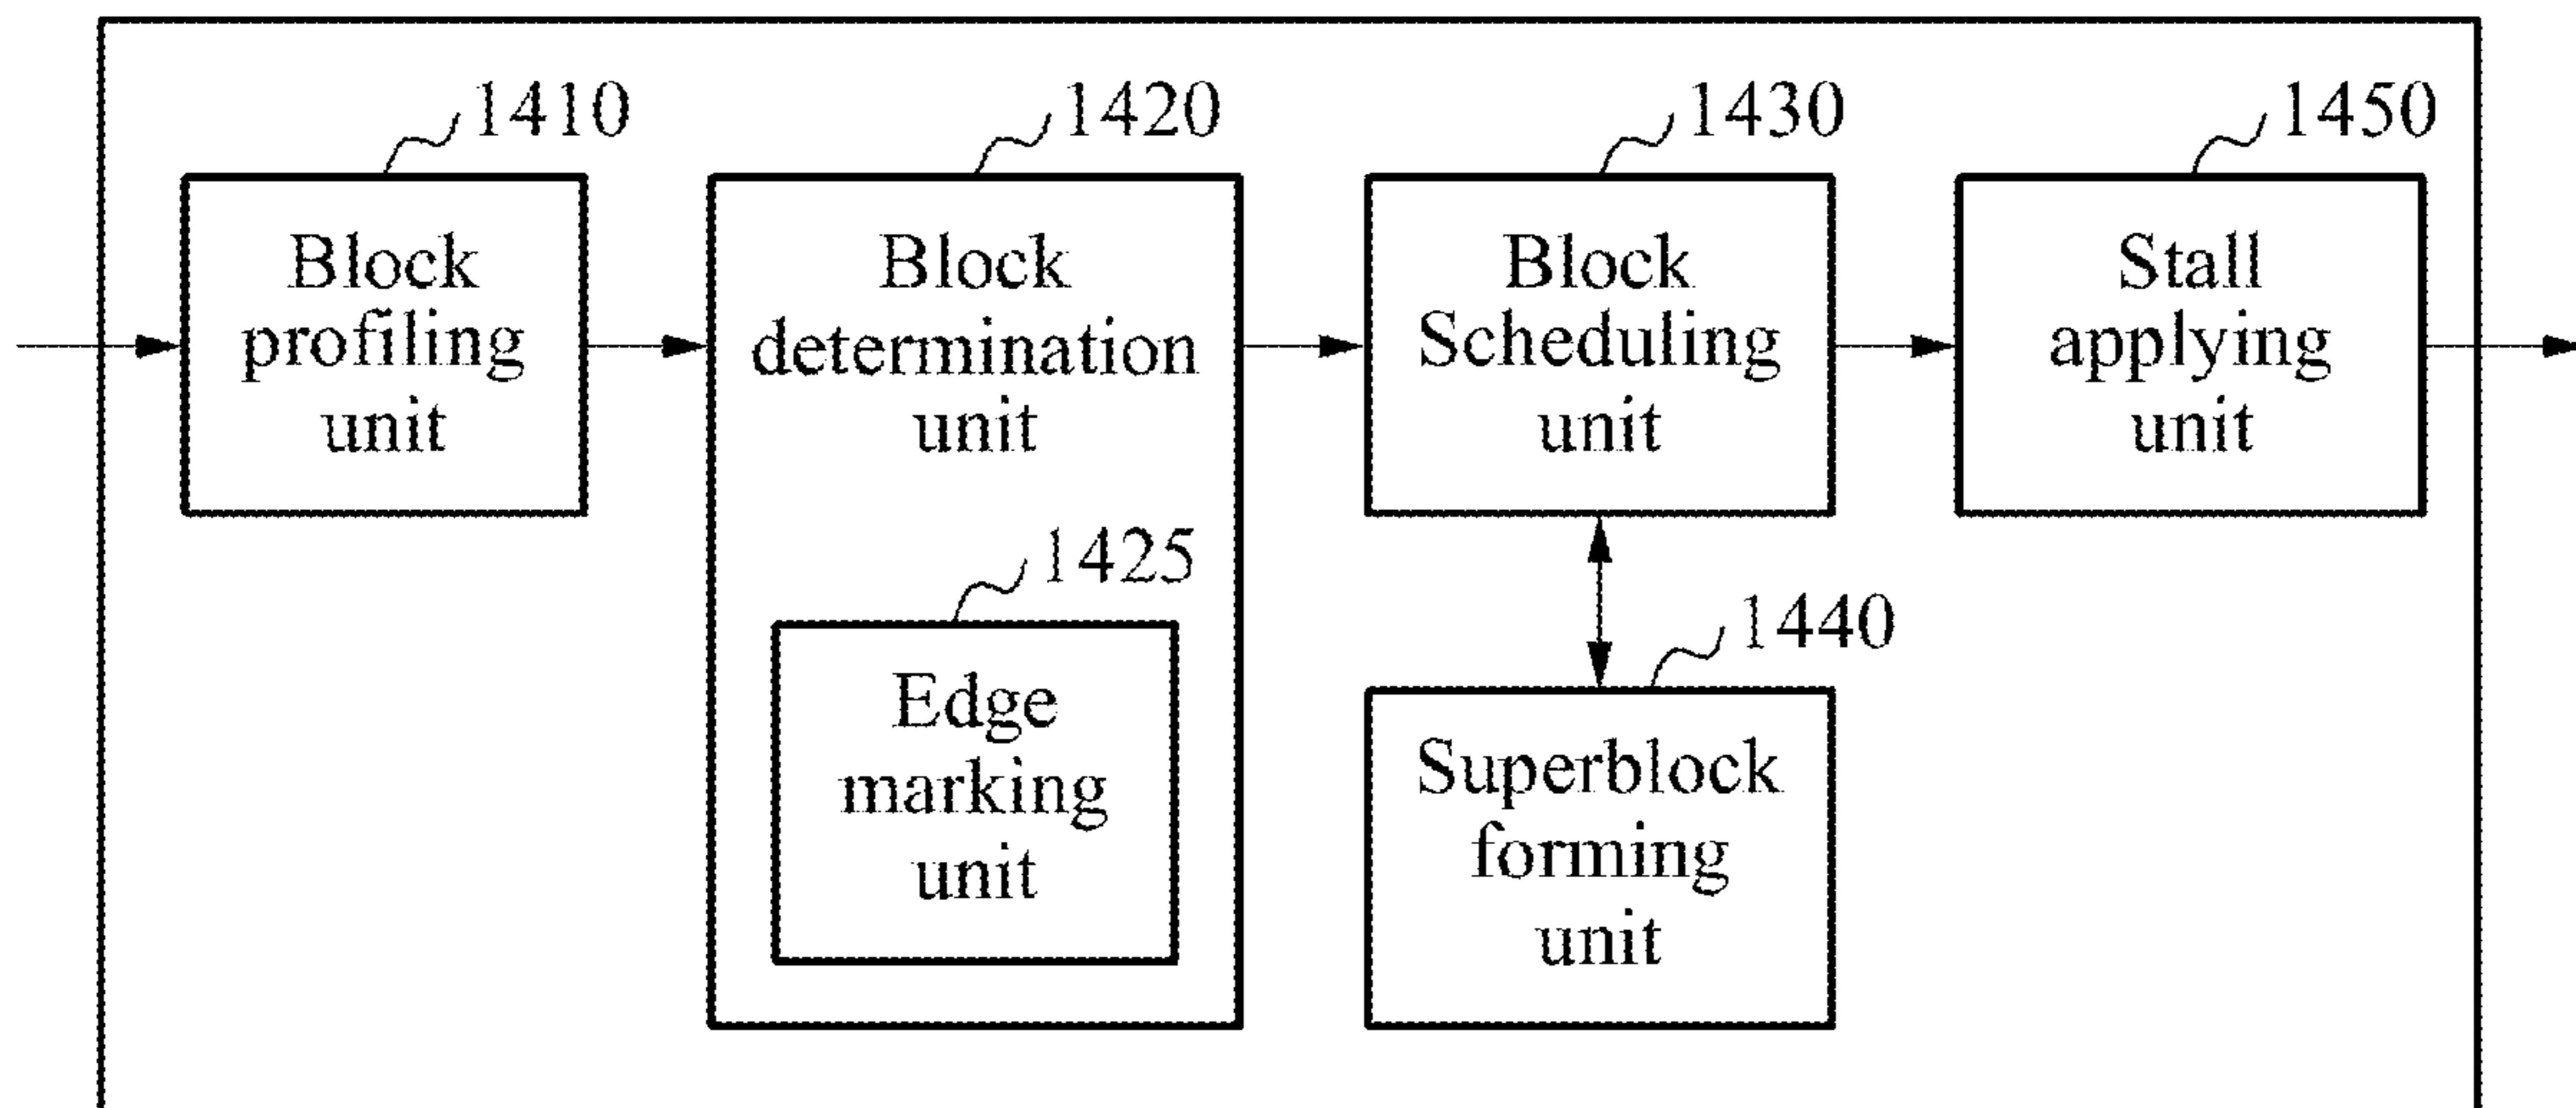 1410
Block
profiling
unit
1420
Block
determination
unit
1425
Edge
marking
unit
1430
Block
Scheduling
unit
1440
Superblock
forming
unit
1450
Stall
applying
unit